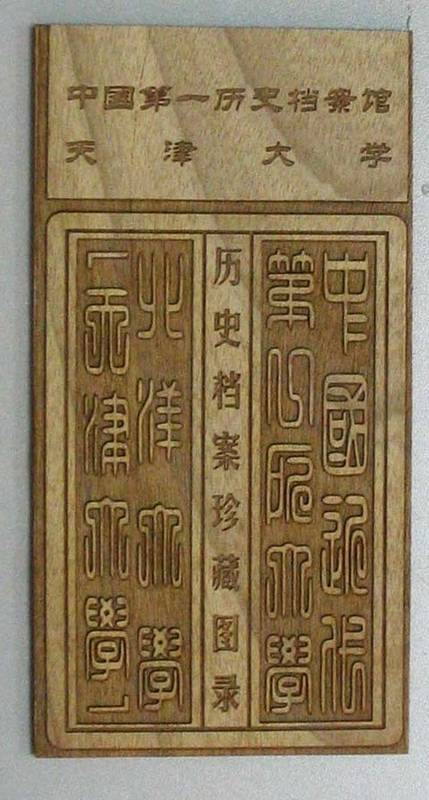 中國第一历史档案馆
天津大学
中國近代
第一所大學
历史档案珍藏图录
北洋大學
（天津大學）